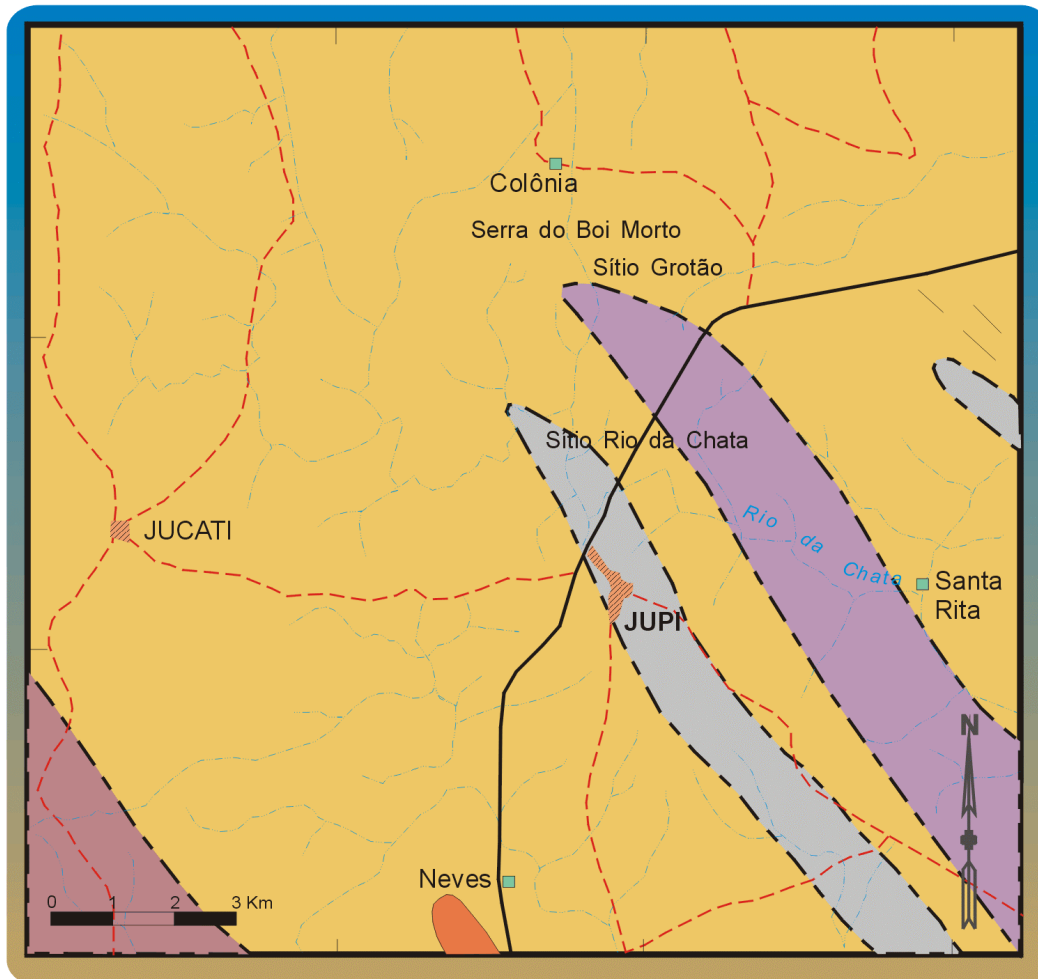 Colônia
Serra do Boi Morto
Sítio Grotão
Sítio Rio da Chata
Rio da Chata
JUCATI
Santa
Rita
JUPI
N
Neves
0 1 2 3 Km